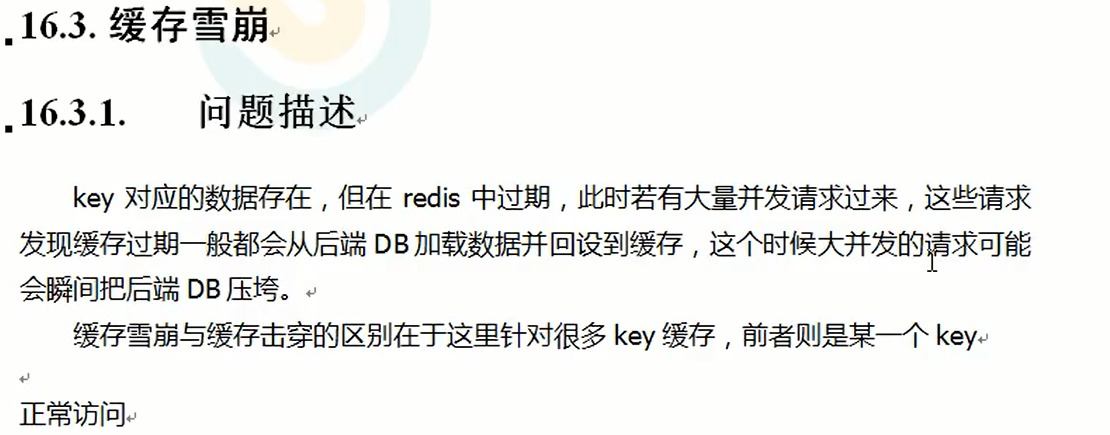 16.3. 缓存雪崩
16.3.1. 问题描述
key 对应的数据存在，但在 redis 中过期，此时若有大量并发请求过来，这些请求
发现缓存过期一般都会从后端 DB 加载数据并回设到缓存，这个时候大并发的请求可能
会瞬间把后端 DB 压垮。
缓存雪崩与缓存击穿的区别在于这里针对很多 key 缓存，前者则是某一个 key
正常访问